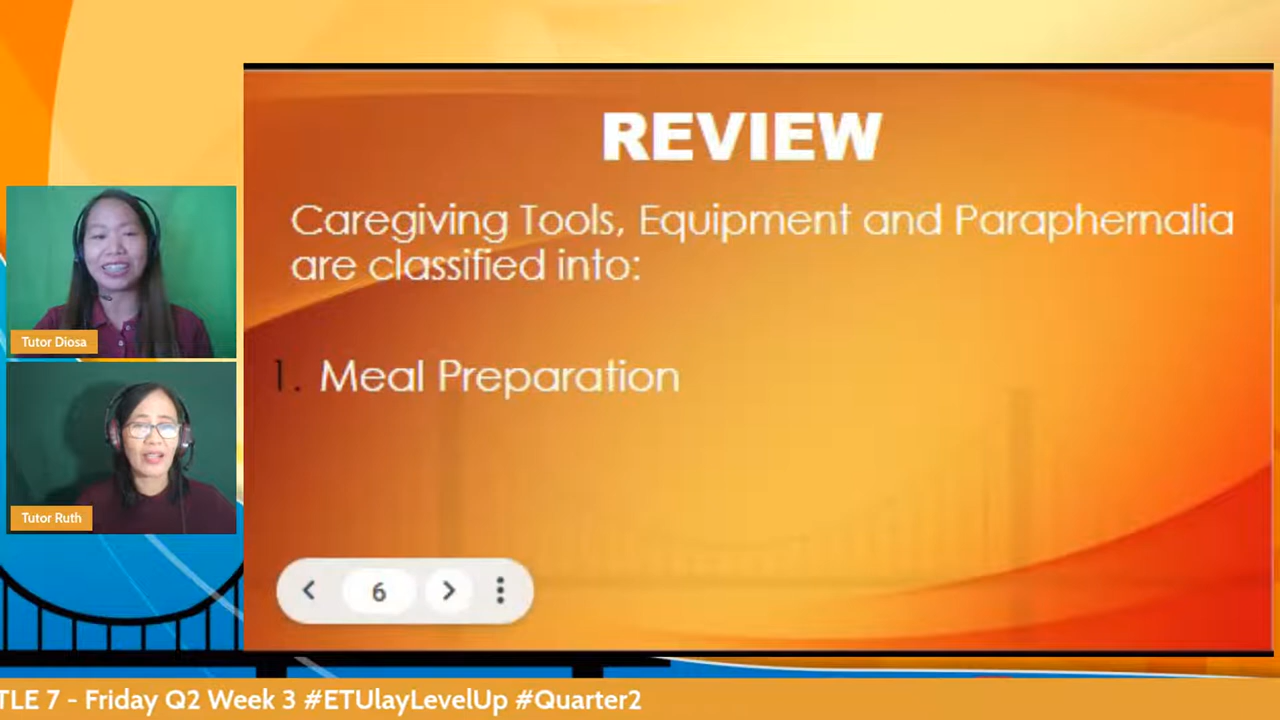 REVIEW
Caregiving Tools, Equipment and Paraphernalia
are classified into:
1. Meal Preparation
Tutor Diosa
Tutor Ruth
6
TLE 7 - Friday Q2 Week 3 #ETUlayLevelUp #Quarter2